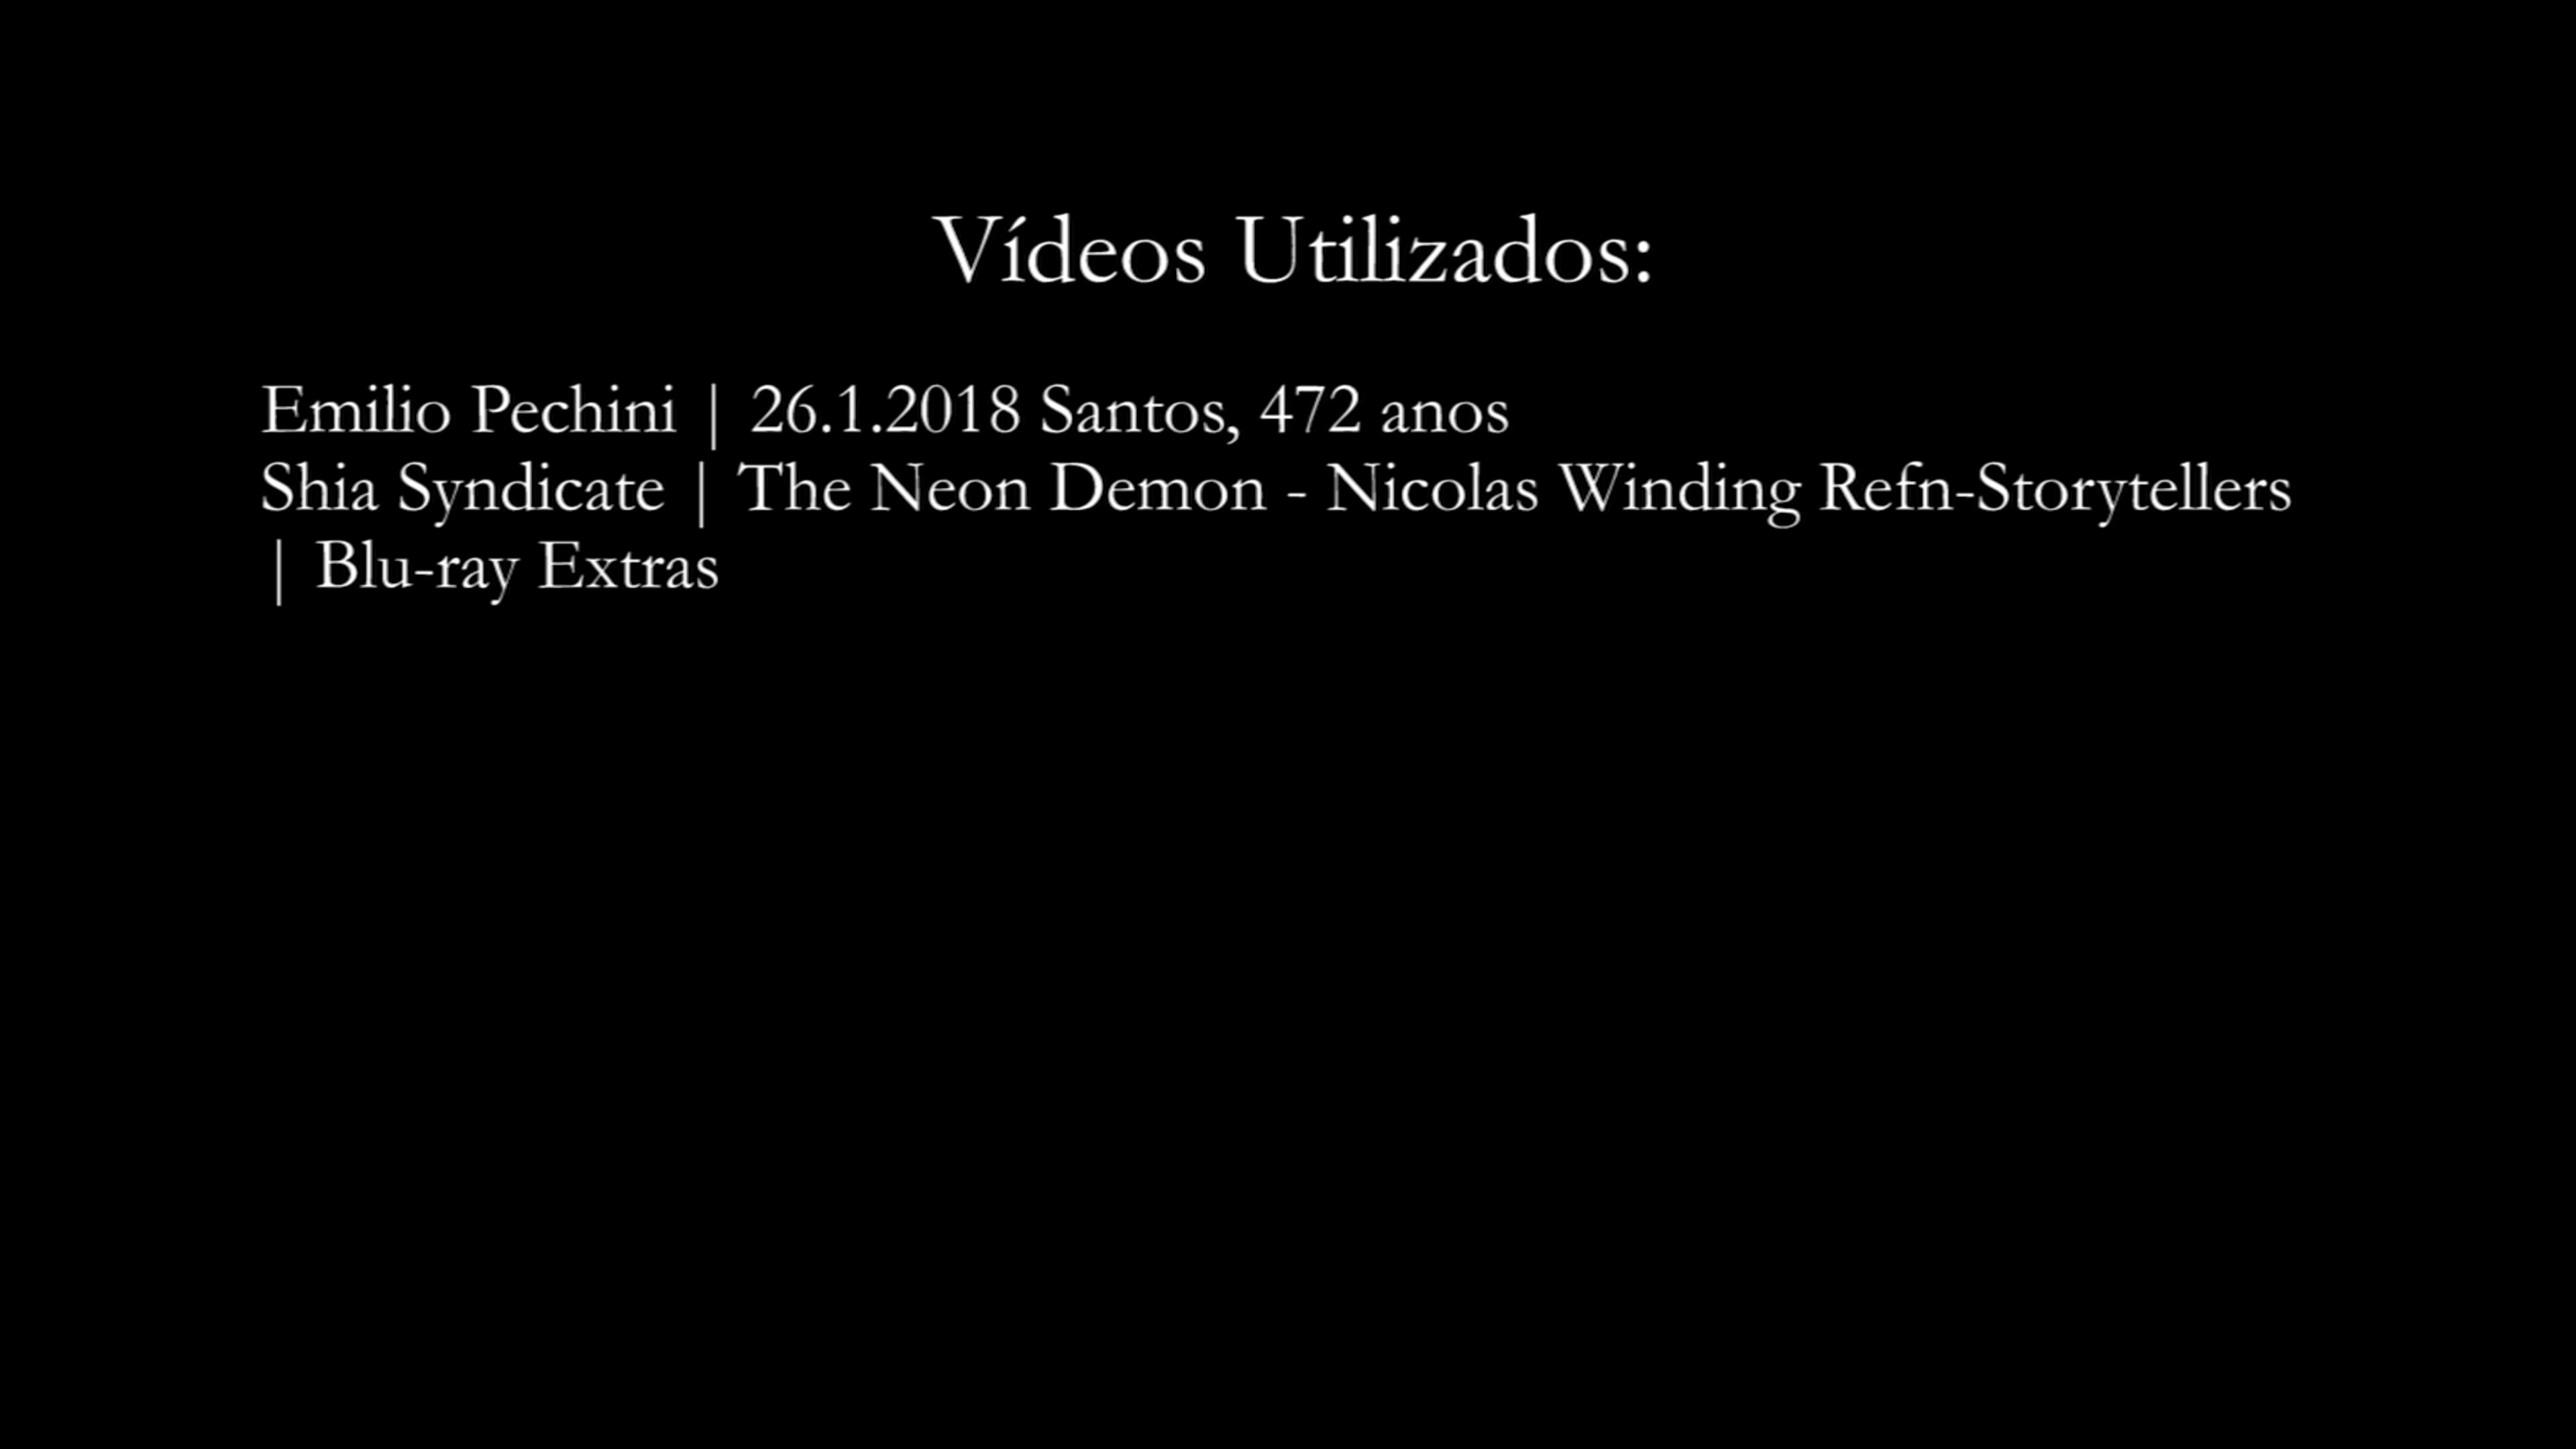 Vídeos Utilizados:
Emilio Pechini | 26.1.2018 Santos, 472 anos
Shia Syndicate | The Neon Demon - Nicolas Winding Refn-Storytellers
| Blu-ray Extras